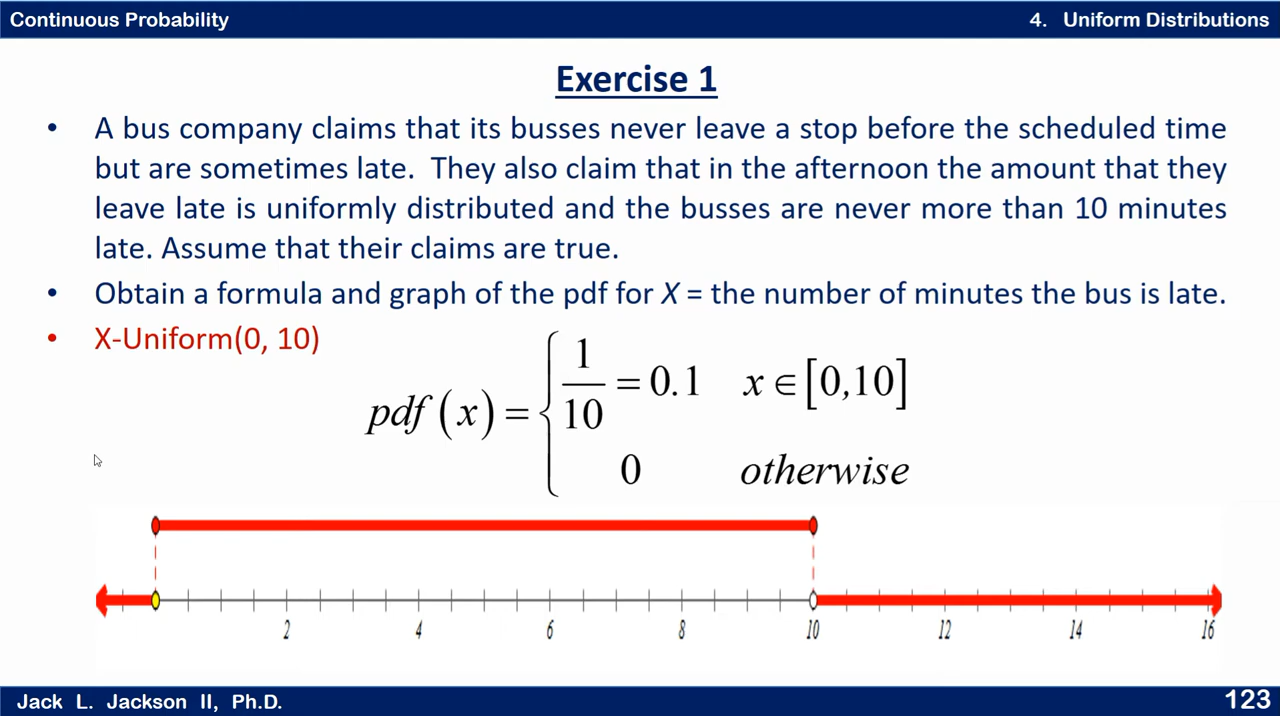 Continuous Probability
4. Uniform Distributions
Exercise 1
• A bus company claims that its busses never leave a stop before the scheduled time
but are sometimes late. They also claim that in the afternoon the amount that they
leave late is uniformly distributed and the busses are never more than 10 minutes
late. Assume that their claims are true.
• Obtain a formula and graph of the pdf for X = the number of minutes the bus is late.
• X-Uniform(0, 10)
pdf(x) = { 1/10 = 0.1 x ∈ [0,10]
0 otherwise
2 4 6 8 10 12 14 16
Jack L. Jackson II, Ph.D.
123